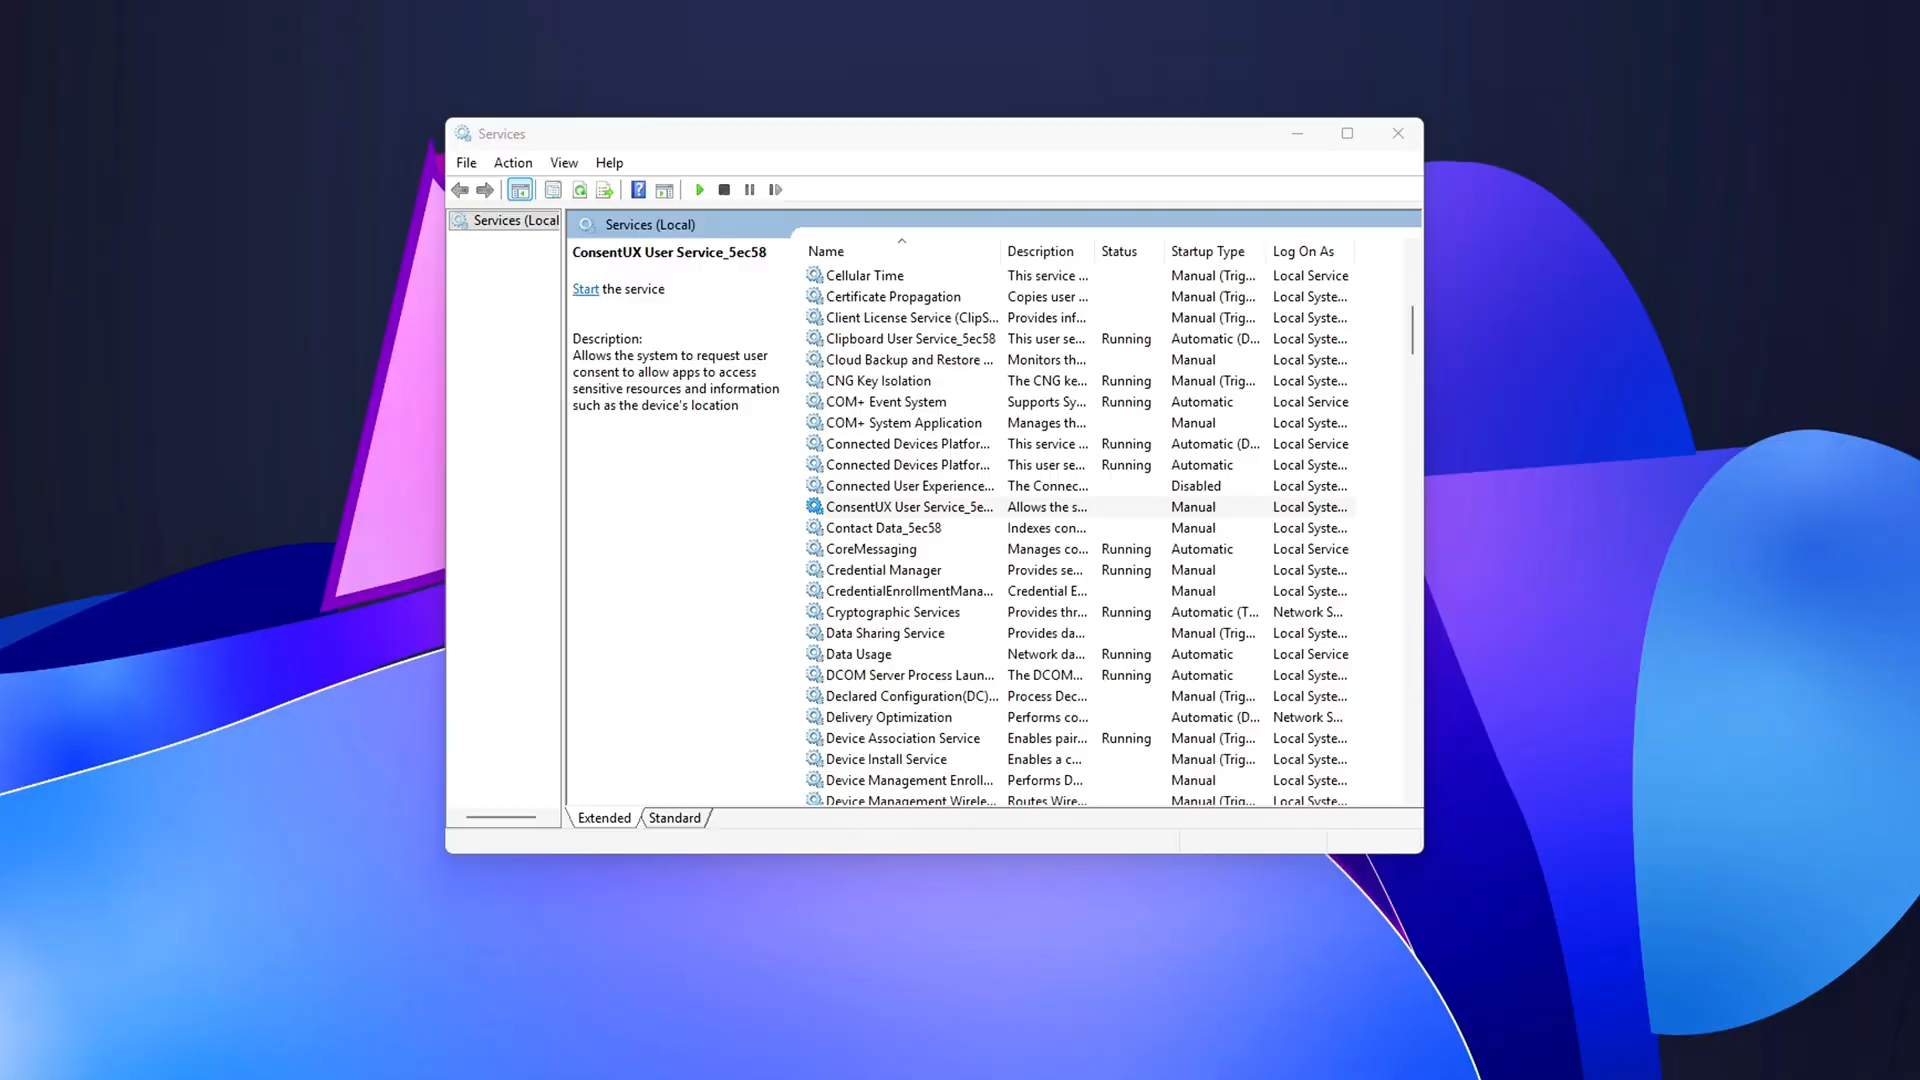 Services
File Action View Help
Services (Local
Services (Local)
ConsentUX User Service_5ec58
Start the service
Description:
Allows the system to request user
consent to allow apps to access
sensitive resources and information
such as the device's location
Name Description Status Startup Type Log On As
Cellular Time This service ... Manual (Trig... Local Service
Certificate Propagation Copies user ... Manual (Trig... Local Syste...
Client License Service (ClipS... Provides inf... Manual (Trig... Local Syste...
Clipboard User Service_5ec58 This user se... Running Automatic (D... Local Syste...
Cloud Backup and Restore ... Monitors th... Manual Local Syste...
CNG Key Isolation The CNG ke... Running Manual (Trig... Local Syste...
COM+ Event System Supports Sy... Running Automatic Local Service
COM+ System Application Manages th... Manual Local Syste...
Connected Devices Platfor... This service ... Running Automatic (D... Local Service
Connected Devices Platfor... This user se... Running Automatic Local Syste...
Connected User Experience... The Connec... Disabled Local Syste...
ConsentUX User Service_5e... Allows the s... Manual Local Syste...
Contact Data_5ec58 Indexes con... Manual Local Syste...
CoreMessaging Manages co... Running Automatic Local Service
Credential Manager Provides se... Running Manual Local Syste...
CredentialEnrollmentMana... Credential E... Manual Local Syste...
Cryptographic Services Provides thr... Running Automatic (T... Network S...
Data Sharing Service Provides da... Manual (Trig... Local Syste...
Data Usage Network da... Running Automatic Local Service
DCOM Server Process Laun... The DCOM... Running Automatic Local Syste...
Declared Configuration(DC)... Process Dec... Manual (Trig... Local Syste...
Delivery Optimization Performs co... Automatic (D... Network S...
Device Association Service Enables pair... Running Manual (Trig... Local Syste...
Device Install Service Enables a c... Manual (Trig... Local Syste...
Device Management Enroll... Performs D... Manual Local Syste...
Device Management Wirele... Routes Wire... Manual (Trig... Local Syste...
Extended Standard